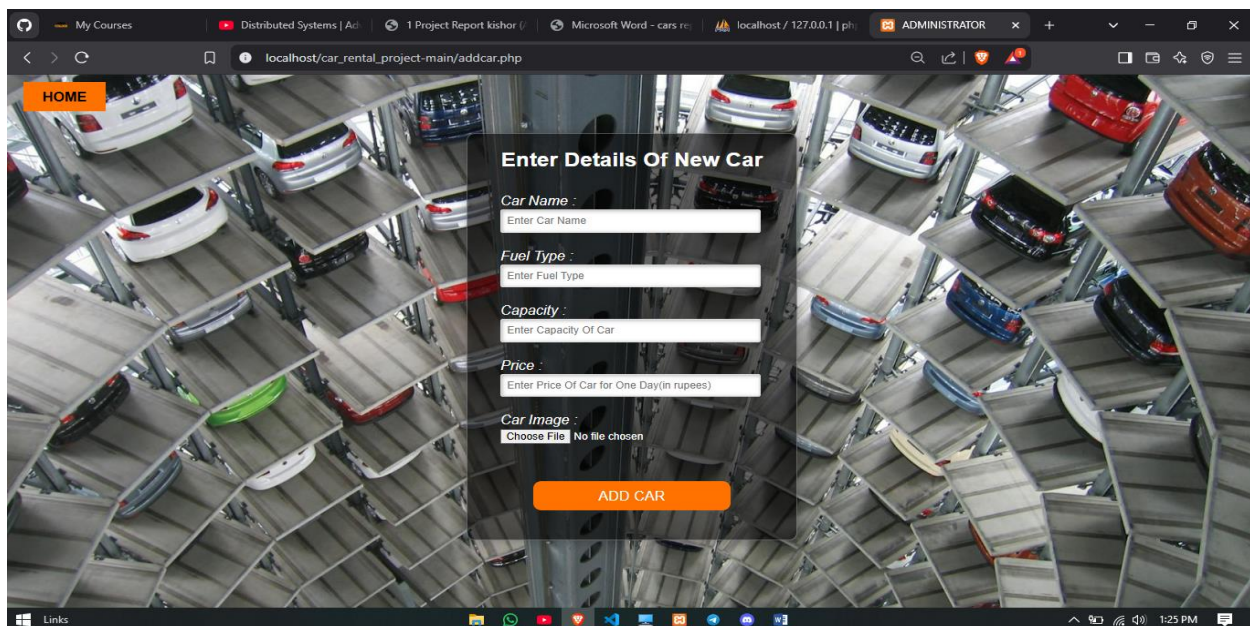 My Courses
Distributed Systems | Ad
1 Project Report kishor (
Microsoft Word - cars re
localhost / 127.0.0.1 | ph
ADMINISTRATOR
localhost/car_rental_project-main/addcar.php
HOME
Enter Details Of New Car
Car Name :
Enter Car Name
Fuel Type :
Enter Fuel Type
Capacity :
Enter Capacity Of Car
Price :
Enter Price Of Car for One Day(in rupees)
Car Image :
Choose File No file chosen
ADD CAR
Links
1:25 PM